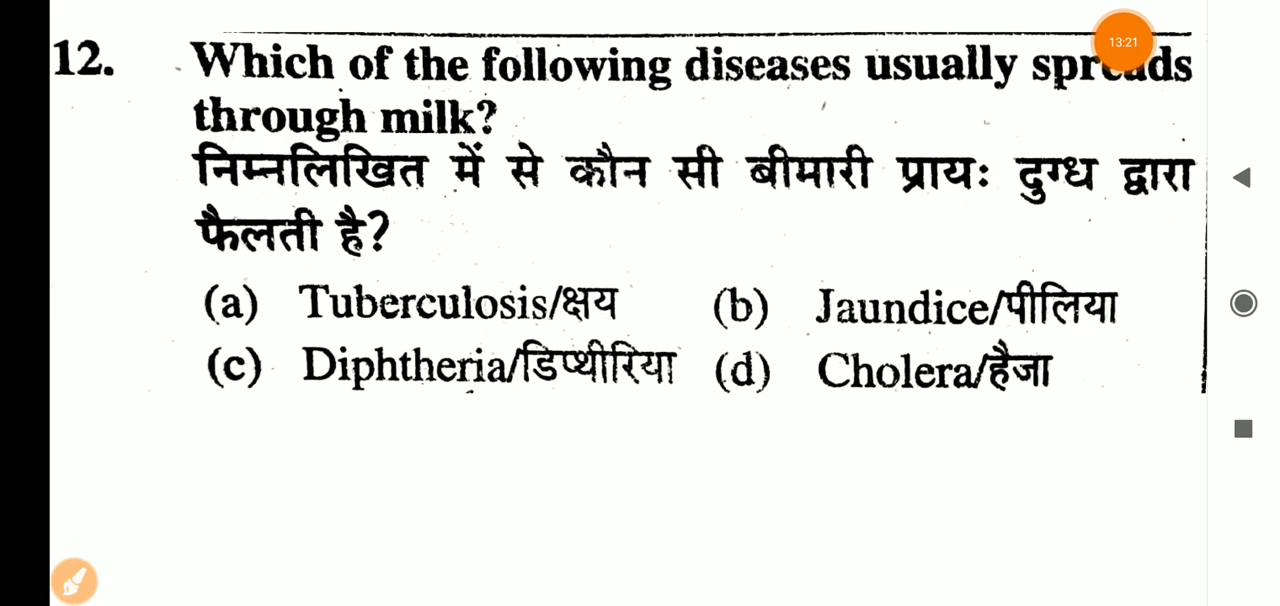 13:21
12. Which of the following diseases usually spreads
through milk?
निम्नलिखित में से कौन सी बीमारी प्रायः दुग्ध द्वारा
फैलती है?
(a) Tuberculosis/क्षय (b) Jaundice/पीलिया
(c) Diphtheria/डिप्थीरिया (d) Cholera/हैजा